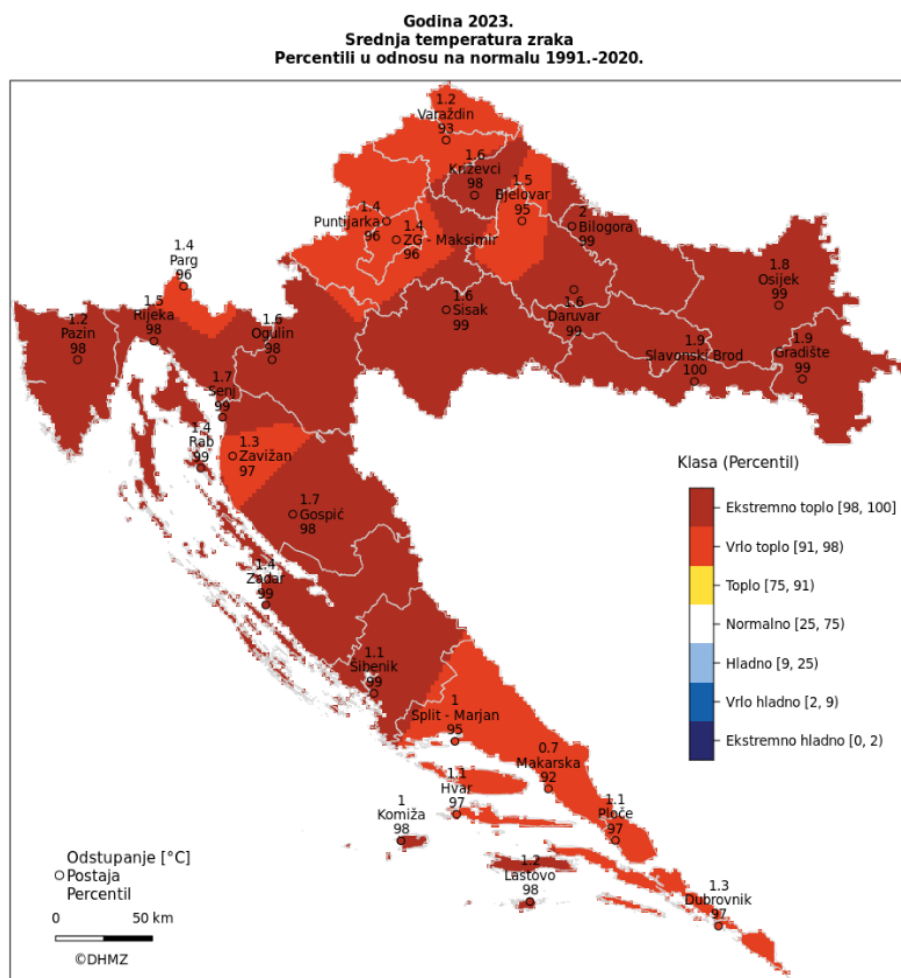 Godina 2023.
Srednja temperatura zraka
Percentili u odnosu na normalu 1991.-2020.
1.2
Varaždin
93
1.6
Križevci
98
1.5
Bjelovar
95
2
Bilogora
99
1.4
Puntijarka
96
1.4
ZG - Maksimir
96
1.4
Parg
96
1.8
Osijek
99
1.2
Pazin
98
1.5
Rijeka
98
1.6
Ogulin
98
1.6
Sisak
99
1.6
Daruvar
99
1.9
Slavonski Brod
100
1.9
Gradište
99
1.7
Senj
99
1.4
Rab
99
1.3
Zavižan
97
1.7
Gospić
98
1.4
Zadar
99
1.1
Šibenik
99
1
Split - Marjan
95
0.7
Makarska
92
1.1
Hvar
97
1
Komiža
98
1.1
Ploče
97
1.2
Lastovo
98
1.3
Dubrovnik
97
Klasa (Percentil)
Ekstremno toplo [98, 100]
Vrlo toplo [91, 98)
Toplo [75, 91)
Normalno [25, 75)
Hladno [9, 25)
Vrlo hladno [2, 9)
Ekstremno hladno [0, 2)
Odstupanje [°C]
Postaja
Percentil
0 50 km
©DHMZ